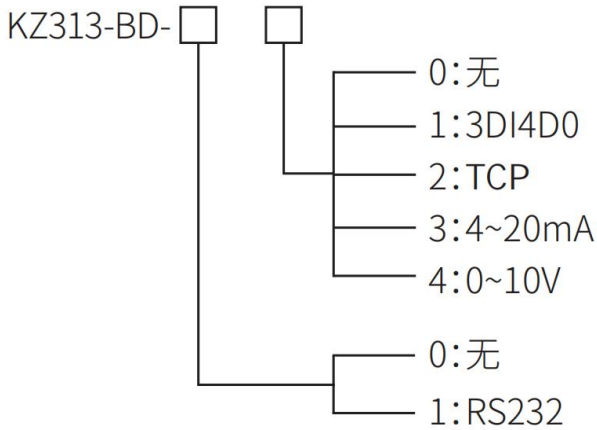 KZ313-BD-
0:无
1:3DI4D0
2:TCP
3:4~20mA
4:0~10V
0:无
1:RS232